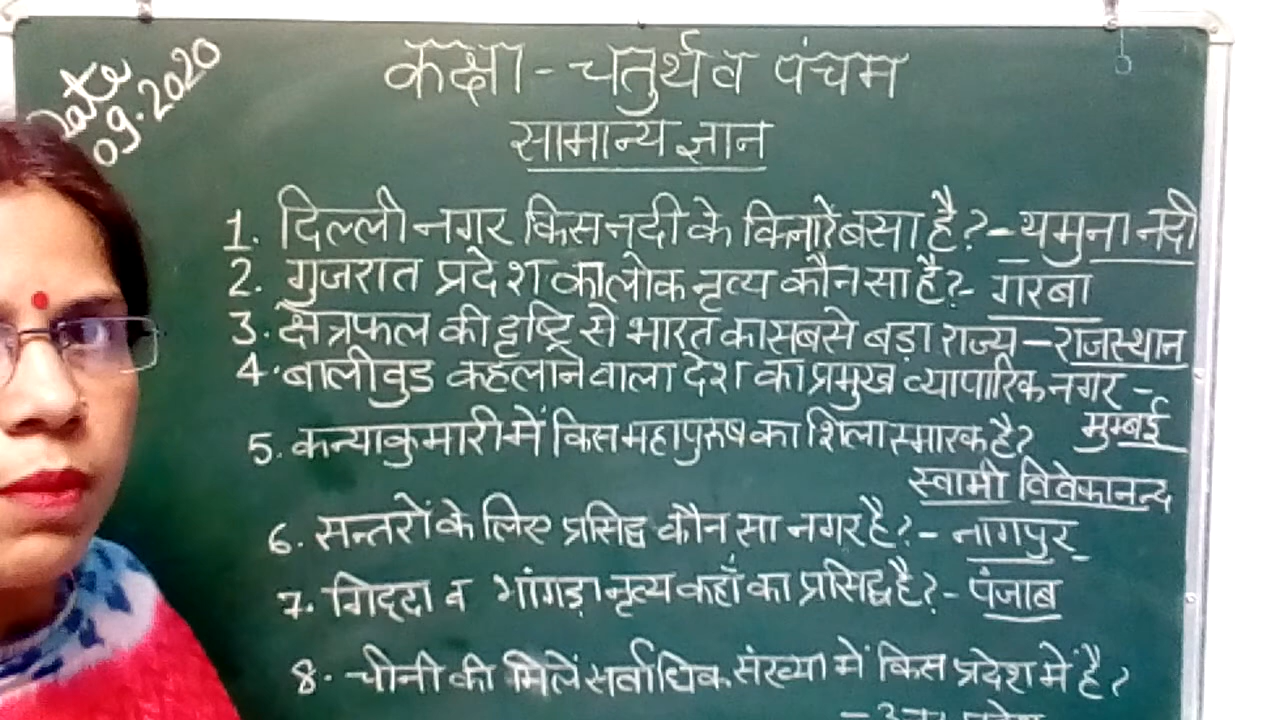 Date
09.2020
कक्षा - चतुर्थ व पंचम
सामान्य ज्ञान
1. दिल्ली नगर किस नदी के किनारे बसा है? - यमुना नदी
2. गुजरात प्रदेश का लोक नृत्य कौन सा है? - गरबा
3. क्षेत्रफल की दृष्टि से भारत का सबसे बड़ा राज्य - राजस्थान
4. बालीवुड कहलाने वाला देश का प्रमुख व्यापारिक नगर -
मुम्बई
5. कन्याकुमारी में किस महापुरुष का शिला स्मारक है?
स्वामी विवेकानन्द
6. सन्तरों के लिए प्रसिद्ध कौन सा नगर है? - नागपुर
7. गिद्दा व भांगड़ा नृत्य कहाँ का प्रसिद्ध है? - पंजाब
8. चीनी की मिलें सर्वाधिक संख्या में किस प्रदेश में है?